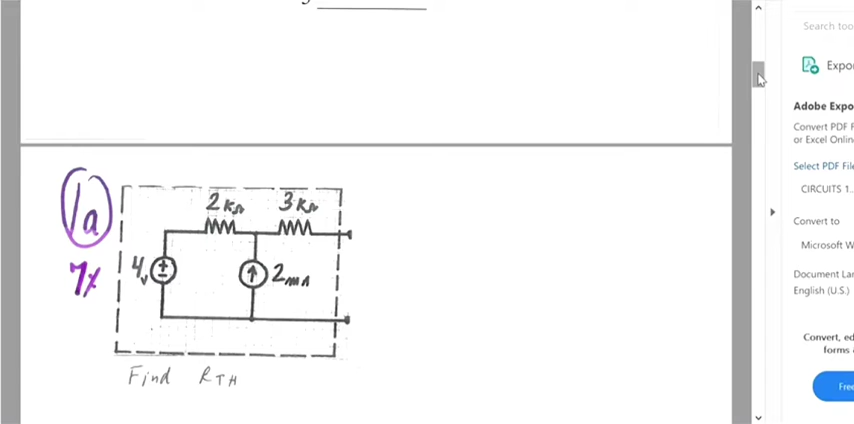 Search too
Expo
Adobe Expo
Convert PDF F
or Excel Onlin
Select PDF File
CIRCUITS 1...
Convert to
Microsoft W
Document Lan
English (U.S.)
Convert, ed
forms
Free
1a
7%
2KΩ 3KΩ
4v
2mA
Find RTH